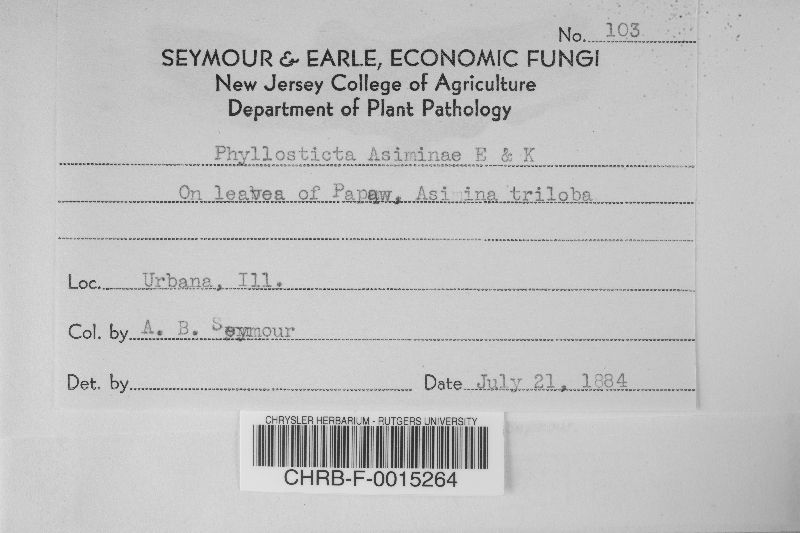 No. 103
SEYMOUR & EARLE, ECONOMIC FUNGI
New Jersey College of Agriculture
Department of Plant Pathology
Phyllosticta Asiminae E & K
On leaves of Papaw, Asimina triloba
Loc. Urbana, Ill.
Col. by A. B. Seymour
Det. by
Date July 21, 1884
CHRYSLER HERBARIUM - RUTGERS UNIVERSITY
CHRB-F-0015264